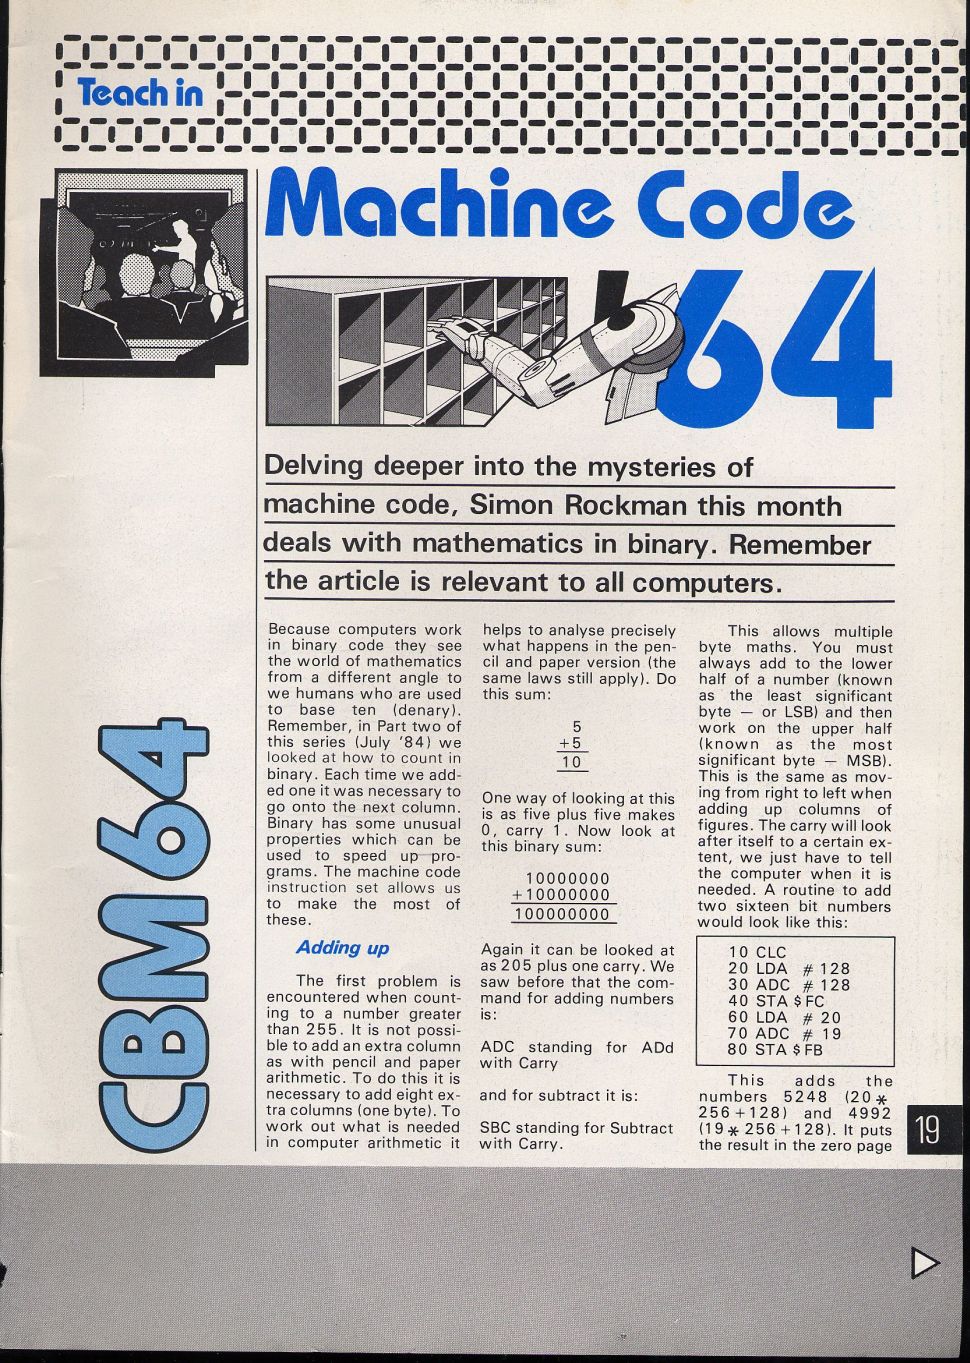 Teach in
Machine Code
'64
Delving deeper into the mysteries of
machine code, Simon Rockman this month
deals with mathematics in binary. Remember
the article is relevant to all computers.
CBM64
Because computers work
in binary code they see
the world of mathematics
from a different angle to
we humans who are used
to base ten (denary).
Remember, in Part two of
this series (July '84) we
looked at how to count in
binary. Each time we add-
ed one it was necessary to
go onto the next column.
Binary has some unusual
properties which can be
used to speed up pro-
grams. The machine code
instruction set allows us
to make the most of
these.
Adding up
The first problem is
encountered when count-
ing to a number greater
than 255. It is not possi-
ble to add an extra column
as with pencil and paper
arithmetic. To do this it is
necessary to add eight ex-
tra columns (one byte). To
work out what is needed
in computer arithmetic it
helps to analyse precisely
what happens in the pen-
cil and paper version (the
same laws still apply). Do
this sum:
5
+5
10
One way of looking at this
is as five plus five makes
0, carry 1. Now look at
this binary sum:
10000000
+10000000
100000000
Again it can be looked at
as 205 plus one carry. We
saw before that the com-
mand for adding numbers
is:
ADC standing for ADd
with Carry
and for subtract it is:
SBC standing for Subtract
with Carry.
This allows multiple
byte maths. You must
always add to the lower
half of a number (known
as the least significant
byte — or LSB) and then
work on the upper half
(known as the most
significant byte — MSB).
This is the same as mov-
ing from right to left when
adding up columns of
figures. The carry will look
after itself to a certain ex-
tent, we just have to tell
the computer when it is
needed. A routine to add
two sixteen bit numbers
would look like this:
10 CLC
20 LDA # 128
30 ADC # 128
40 STA $FC
60 LDA # 20
70 ADC # 19
80 STA $FB
This adds the
numbers 5248 (20 *
256+128) and 4992
(19 * 256+128). It puts
the result in the zero page
19